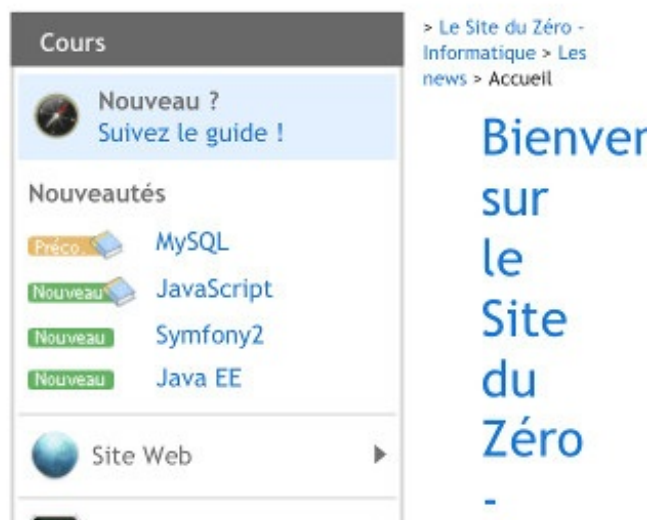 Cours
Nouveau ?
Suivez le guide !
Nouveautés
Préco. MySQL
Nouveau JavaScript
Nouveau Symfony2
Nouveau Java EE
Site Web
> Le Site du Zéro -
Informatique > Les
news > Accueil
Bienven
sur
le
Site
du
Zéro
-